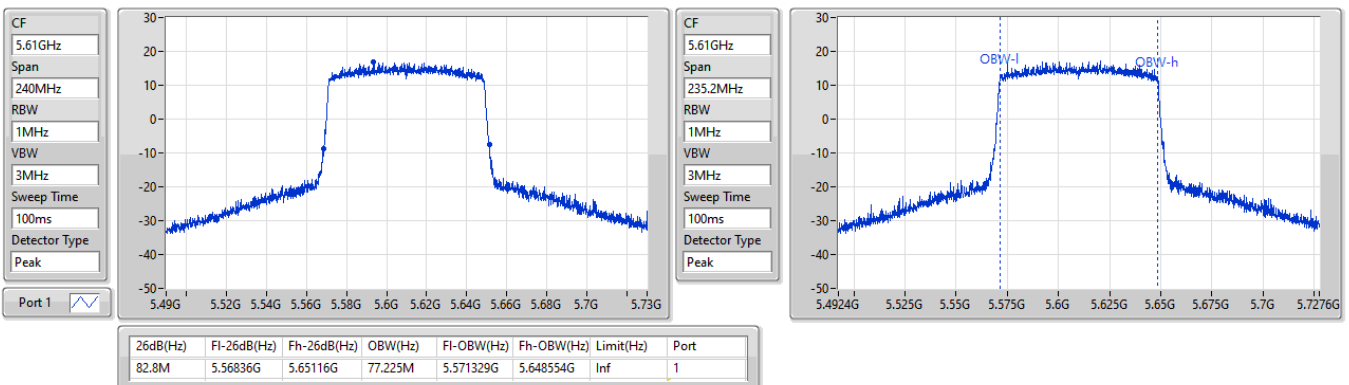 CF
5.61GHz
Span
240MHz
RBW
1MHz
VBW
3MHz
Sweep Time
100ms
Detector Type
Peak
Port 1
30
20
10
0
-10
-20
-30
-40
-50
5.49G 5.52G 5.54G 5.56G 5.58G 5.6G 5.62G 5.64G 5.66G 5.68G 5.7G 5.73G
CF
5.61GHz
Span
235.2MHz
RBW
1MHz
VBW
3MHz
Sweep Time
100ms
Detector Type
Peak
30
20
10
0
-10
-20
-30
-40
-50
OBW-l
OBW-h
5.4924G 5.525G 5.55G 5.575G 5.6G 5.625G 5.65G 5.675G 5.7G 5.7276G
26dB(Hz) Fl-26dB(Hz) Fh-26dB(Hz) OBW(Hz) Fl-OBW(Hz) Fh-OBW(Hz) Limit(Hz) Port
82.8M 5.56836G 5.65116G 77.225M 5.571329G 5.648554G Inf 1